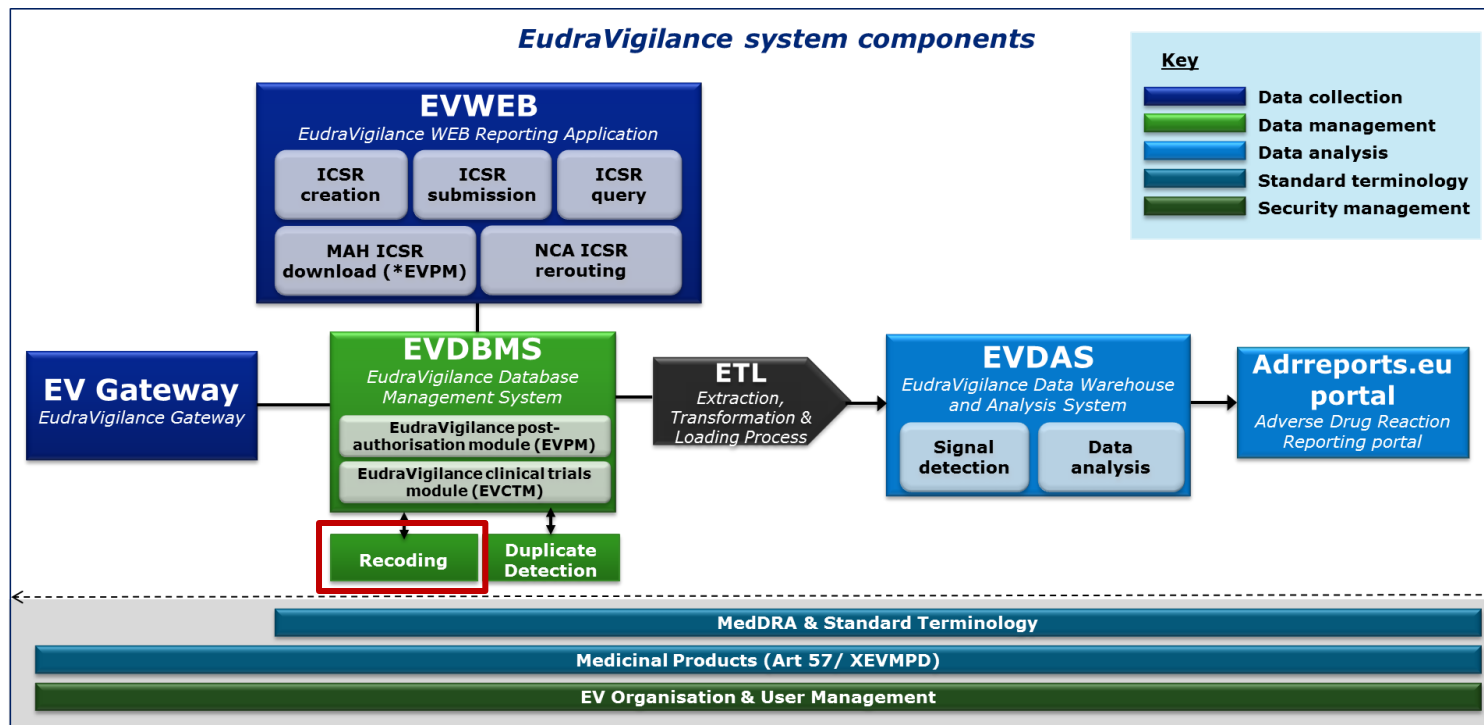 EudraVigilance system components
Key
Data collection
Data management
Data analysis
Standard terminology
Security management
EVWEB
EudraVigilance WEB Reporting Application
ICSR
creation
ICSR
submission
ICSR
query
MAH ICSR
download (*EVPM)
NCA ICSR
rerouting
EV Gateway
EudraVigilance Gateway
EVDBMS
EudraVigilance Database
Management System
EudraVigilance post-
authorisation module (EVPM)
EudraVigilance clinical trials
module (EVCTM)
Recoding
Duplicate
Detection
ETL
Extraction,
Transformation &
Loading Process
EVDAS
EudraVigilance Data Warehouse
and Analysis System
Signal
detection
Data
analysis
Adrreports.eu
portal
Adverse Drug Reaction
Reporting portal
MedDRA & Standard Terminology
Medicinal Products (Art 57/ XEVMPD)
EV Organisation & User Management